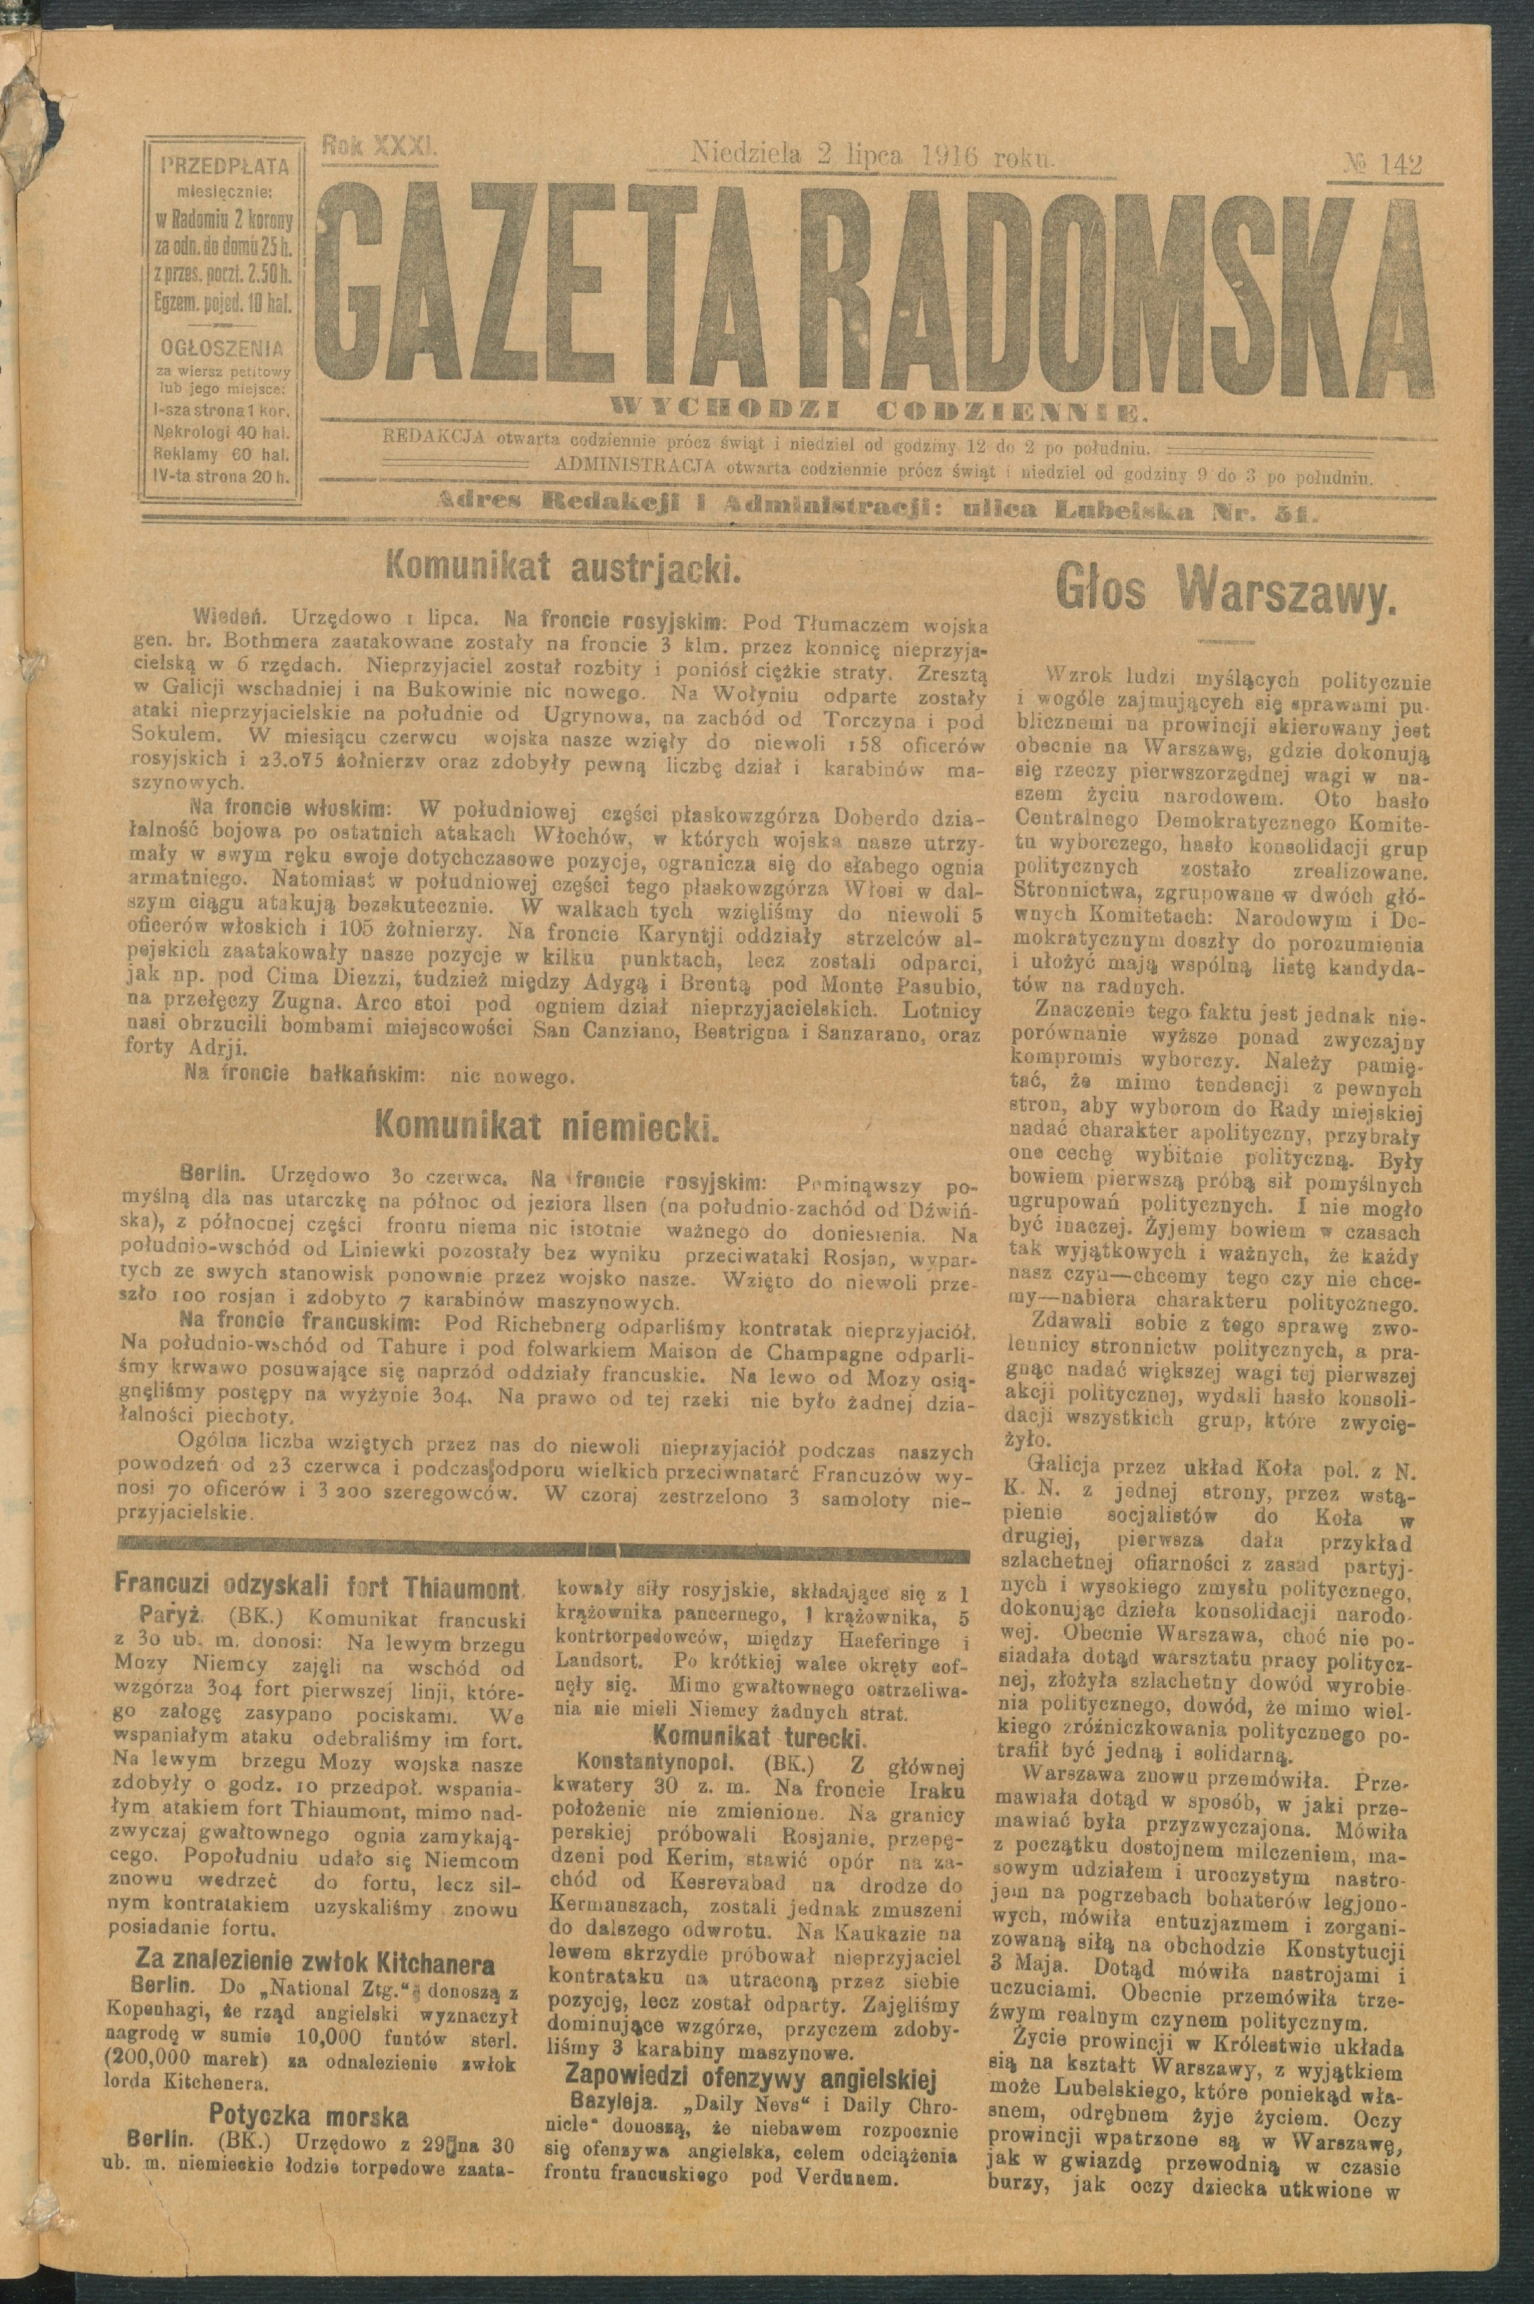 PRZEDPŁATA
miesięcznie:
w Radomiu 2 korony
za odn. do domu 25 h.
z przes. poczt. 2.50 h.
Egzem. pojed. 10 hal.
OGŁOSZENIA
za wiersz petitowy
lub jego miejsce:
I-sza strona 1 kor.
Nekrologi 40 hal.
Reklamy 60 hal.
IV-ta strona 20 h.
Rok XXXI.
Niedziela 2 lipca 1916 roku.
№ 142
GAZETA RADOMSKA
WYCHODZI CODZIENNIE.
REDAKCJA otwarta codziennie prócz świąt i niedziel od godziny 12 do 2 po południu.
ADMINISTRACJA otwarta codziennie prócz świąt i niedziel od godziny 9 do 3 po południu.
Adres Redakcji i Administracji: ulica Lubelska Nr. 51.
Komunikat austrjacki.
Wiedeń. Urzędowo 1 lipca. Na froncie rosyjskim: Pod Tłumaczem wojska
gen. hr. Bothmera zaatakowane zostały na froncie 3 klm. przez konnicę nieprzyja-
cielską w 6 rzędach. Nieprzyjaciel został rozbity i poniósł ciężkie straty. Zresztą
w Galicji wschadniej i na Bukowinie nic nowego. Na Wołyniu odparte zostały
ataki nieprzyjacielskie na południe od Ugrynowa, na zachód od Torczyna i pod
Sokulem. W miesiącu czerwcu wojska nasze wzięły do niewoli 158 oficerów
rosyjskich i 23.075 żołnierzy oraz zdobyły pewną liczbę dział i karabinów ma-
szynowych.
Na froncie włoskim: W południowej części płaskowzgórza Doberdo dzia-
łalność bojowa po ostatnich atakach Włochów, w których wojska nasze utrzy-
mały w swym ręku swoje dotychczasowe pozycje, ogranicza się do słabego ognia
armatniego. Natomiast w południowej części tego płaskowzgórza Włosi w dal-
szym ciągu atakują bezskutecznie. W walkach tych wzięliśmy do niewoli 5
oficerów włoskich i 105 żołnierzy. Na froncie Karyntji oddziały strzelców al-
pejskich zaatakowały nasze pozycje w kilku punktach, lecz zostali odparci,
jak np. pod Cima Diezzi, tudzież między Adygą i Brentą pod Monte Pasubio,
na przełęczy Zugna. Arco stoi pod ogniem dział nieprzyjacielskich. Lotnicy
nasi obrzucili bombami miejscowości San Canziano, Bestrigna i Sanzarano, oraz
forty Adrji.
Na froncie bałkańskim: nic nowego.
Komunikat niemiecki.
Berlin. Urzędowo 30 czerwca. Na froncie rosyjskim: Pominąwszy po-
myślną dla nas utarczkę na północ od jeziora Ilsen (na południo-zachód od Dźwiń-
ska), z północnej części frontu niema nic istotnie ważnego do doniesienia. Na
południo-wschód od Liniewki pozostały bez wyniku przeciwataki Rosjan, wypar-
tych ze swych stanowisk ponownie przez wojsko nasze. Wzięto do niewoli prze-
szło 100 rosjan i zdobyto 7 karabinów maszynowych.
Na froncie francuskim: Pod Richebnerg odparliśmy kontratak nieprzyjaciół.
Na południo-wschód od Tahure i pod folwarkiem Maison de Champagne odparli-
śmy krwawo posuwające się naprzód oddziały francuskie. Na lewo od Mozy osią-
gnęliśmy postępy na wyżynie 304. Na prawo od tej rzeki nie było żadnej dzia-
łalności piechoty.
Ogólna liczba wziętych przez nas do niewoli nieprzyjaciół podczas naszych
powodzeń od 23 czerwca i podczas odporu wielkich przeciwnatarć Francuzów wy-
nosi 70 oficerów i 3 200 szeregowców. W czoraj zestrzelono 3 samoloty nie-
przyjacielskie.
Francuzi odzyskali fort Thiaumont.
Paryż. (BK.) Komunikat francuski
z 30 ub. m. donosi: Na lewym brzegu
Mozy Niemcy zajęli na wschód od
wzgórza 304 fort pierwszej linji, które-
go załogę zasypano pociskami. We
wspaniałym ataku odebraliśmy im fort.
Na lewym brzegu Mozy wojska nasze
zdobyły o godz. 10 przedpoł. wspania-
łym atakiem fort Thiaumont, mimo nad-
zwyczaj gwałtownego ognia zamykają-
cego. Popołudniu udało się Niemcom
znowu wedrzeć do fortu, lecz sil-
nym kontratakiem uzyskaliśmy znowu
posiadanie fortu.
Za znalezienie zwłok Kitchanera
Berlin. Do „National Ztg.“ donoszą z
Kopenhagi, że rząd angielski wyznaczył
nagrodę w sumie 10,000 funtów sterl.
(200,000 marek) za odnalezienie zwłok
lorda Kitchenera.
Potyczka morska
Berlin. (BK.) Urzędowo z 29 na 30
ub. m. niemieckie łodzie torpedowe zaata-
kowały siły rosyjskie, składające się z 1
krążownika pancernego, 1 krążownika, 5
kontrtorpedowców, między Haeferinge i
Landsort. Po krótkiej walce okręty cof-
nęły się. Mimo gwałtownego ostrzeliwa-
nia nie mieli Niemcy żadnych strat.
Komunikat turecki.
Konstantynopol. (BK.) Z głównej
kwatery 30 z. m. Na froncie Iraku
położenie nie zmienione. Na granicy
perskiej próbowali Rosjanie, przepę-
dzeni pod Kerim, stawić opór na za-
chód od Kesrevabad na drodze do
Kermanszach, zostali jednak zmuszeni
do dalszego odwrotu. Na Kaukazie na
lewem skrzydle próbował nieprzyjaciel
kontrataku na utraconą przez siebie
pozycję, lecz został odparty. Zajęliśmy
dominujące wzgórze, przyczem zdoby-
liśmy 3 karabiny maszynowe.
Zapowiedzi ofenzywy angielskiej
Bazyleja. „Daily Nevs“ i Daily Chro-
nicle“ donoszą, że niebawem rozpocznie
się ofenzywa angielska, celem odciążenia
frontu francuskiego pod Verdunem.
Głos Warszawy.
Wzrok ludzi myślących politycznie
i wogóle zajmujących się sprawami pu-
blicznemi na prowincji skierowany jest
obecnie na Warszawę, gdzie dokonują
się rzeczy pierwszorzędnej wagi w na-
szem życiu narodowem. Oto hasło
Centralnego Demokratycznego Komite-
tu wyborczego, hasło konsolidacji grup
politycznych zostało zrealizowane.
Stronnictwa, zgrupowane w dwóch głó-
wnych Komitetach: Narodowym i De-
mokratycznym doszły do porozumienia
i ułożyć mają wspólną listę kandyda-
tów na radnych.
Znaczenie tego faktu jest jednak nie-
porównanie wyższe ponad zwyczajny
kompromis wyborczy. Należy pamię-
tać, że mimo tendencji z pewnych
stron, aby wyborom do Rady miejskiej
nadać charakter apolityczny, przybrały
one cechę wybitnie polityczną. Były
bowiem pierwszą próbą sił pomyślnych
ugrupowań politycznych. I nie mogło
być inaczej. Żyjemy bowiem w czasach
tak wyjątkowych i ważnych, że każdy
nasz czyn—chcemy tego czy nie chce-
my—nabiera charakteru politycznego.
Zdawali sobie z tego sprawę zwo-
lennicy stronnictw politycznych, a pra-
gnąc nadać większej wagi tej pierwszej
akcji politycznej, wydali hasło konsoli-
dacji wszystkich grup, które zwycię-
żyło.
Galicja przez układ Koła pol. z N.
K. N. z jednej strony, przez wstą-
pienie socjalistów do Koła w
drugiej, pierwsza dała przykład
szlachetnej ofiarności z zasad partyj-
nych i wysokiego zmysłu politycznego,
dokonując dzieła konsolidacji narodo-
wej. Obecnie Warszawa, choć nie po-
siadała dotąd warsztatu pracy politycz-
nej, złożyła szlachetny dowód wyrobie-
nia politycznego, dowód, że mimo wiel-
kiego zróżniczkowania politycznego po-
trafił być jedną i solidarną.
Warszawa znowu przemówiła. Prze-
mawiała dotąd w sposób, w jaki prze-
mawiać była przyzwyczajona. Mówiła
z początku dostojnem milczeniem, ma-
sowym udziałem i uroczystym nastro-
jem na pogrzebach bohaterów legjono-
wych, mówiła entuzjazmem i zorgani-
zowaną siłą na obchodzie Konstytucji
3 Maja. Dotąd mówiła nastrojami i
uczuciami. Obecnie przemówiła trze-
źwym realnym czynem politycznym.
Życie prowincji w Królestwie układa
się na kształt Warszawy, z wyjątkiem
może Lubelskiego, które poniekąd wła-
snem, odrębnem żyje życiem. Oczy
prowincji wpatrzone są w Warszawę,
jak w gwiazdę przewodnią w czasie
burzy, jak oczy dziecka utkwione w